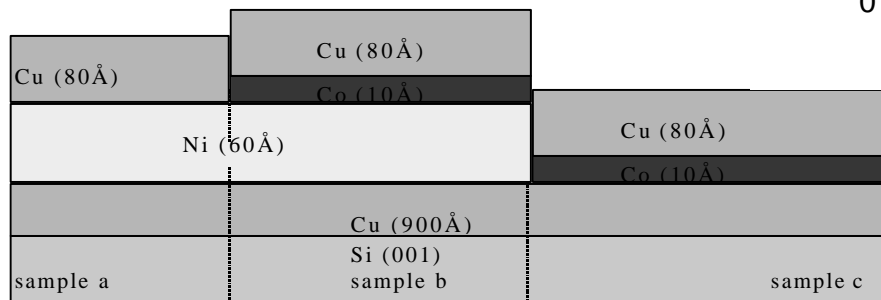 0
Cu (80Å)
Cu (80Å)
Co (10Å)
Ni (60Å)
Cu (80Å)
Co (10Å)
Cu (900Å)
Si (001)
sample a
sample b
sample c